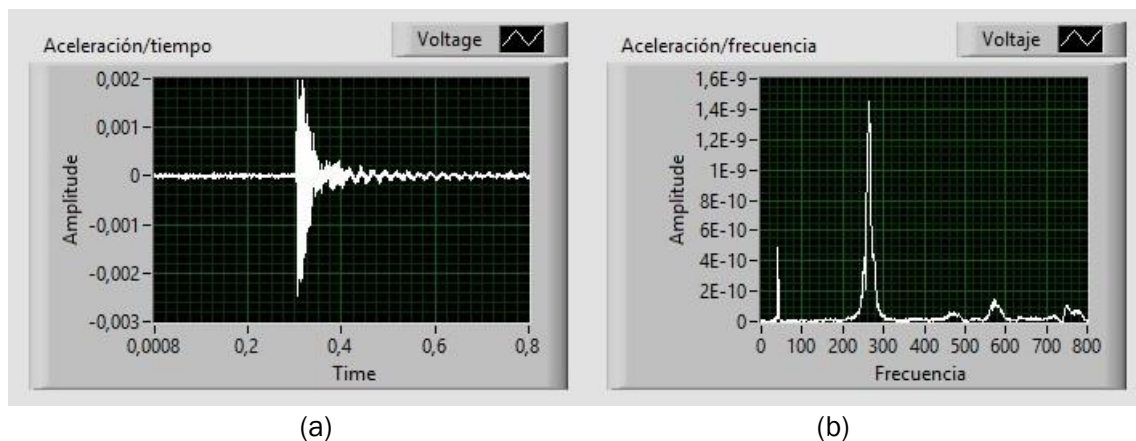 Aceleración/tiempo
Voltage
0,002
0,001
0
-0,001
-0,002
-0,003
Amplitude
0,0008 0,2 0,4 0,6 0,8
Time
(a)
Aceleración/frecuencia
Voltaje
1,6E-9
1,4E-9
1,2E-9
1E-9
8E-10
6E-10
4E-10
2E-10
0
Amplitude
0 100 200 300 400 500 600 700 800
Frecuencia
(b)